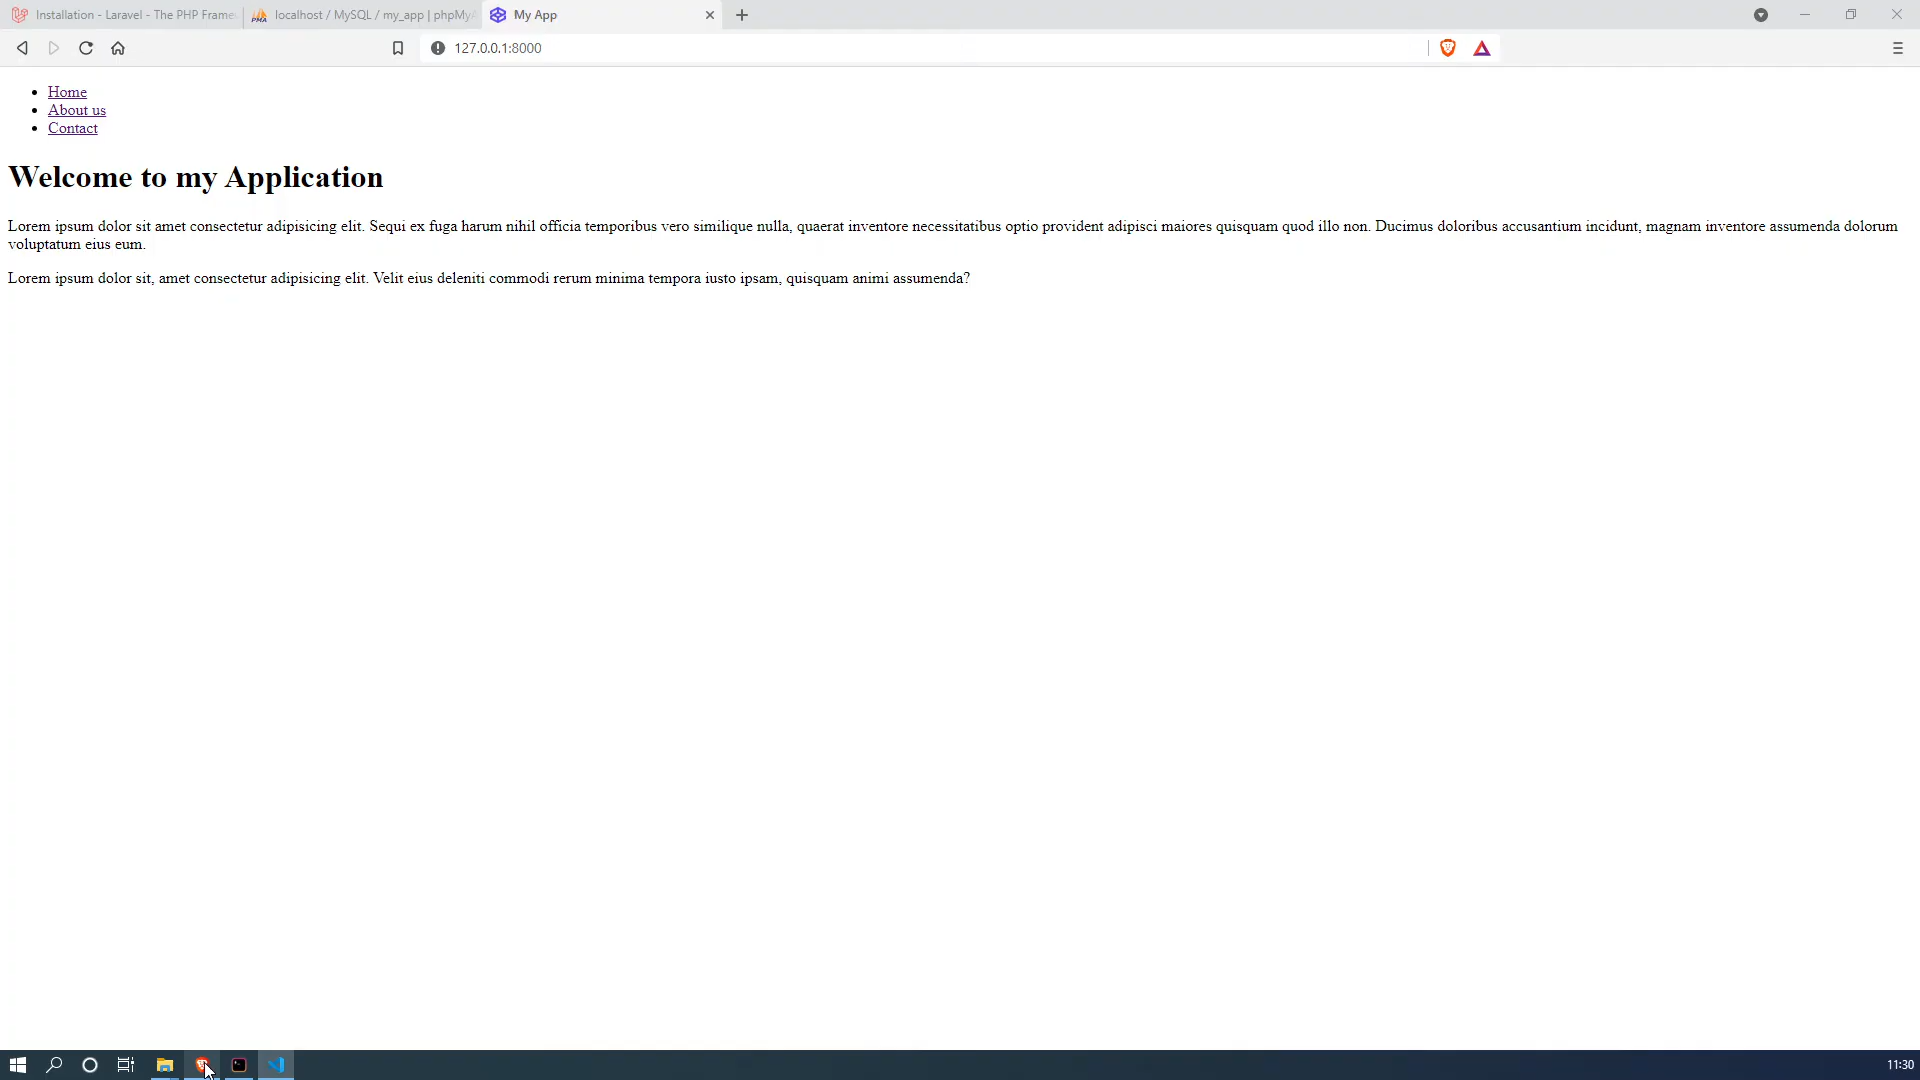 Installation - Laravel - The PHP Frame
localhost / MySQL / my_app | phpMyA
My App
127.0.0.1:8000
Home
About us
Contact
Welcome to my Application
Lorem ipsum dolor sit amet consectetur adipisicing elit. Sequi ex fuga harum nihil officia temporibus vero similique nulla, quaerat inventore necessitatibus optio provident adipisci maiores quisquam quod illo non. Ducimus doloribus accusantium incidunt, magnam inventore assumenda dolorum
voluptatum eius eum.
Lorem ipsum dolor sit, amet consectetur adipisicing elit. Velit eius deleniti commodi rerum minima tempora iusto ipsam, quisquam animi assumenda?
11:30